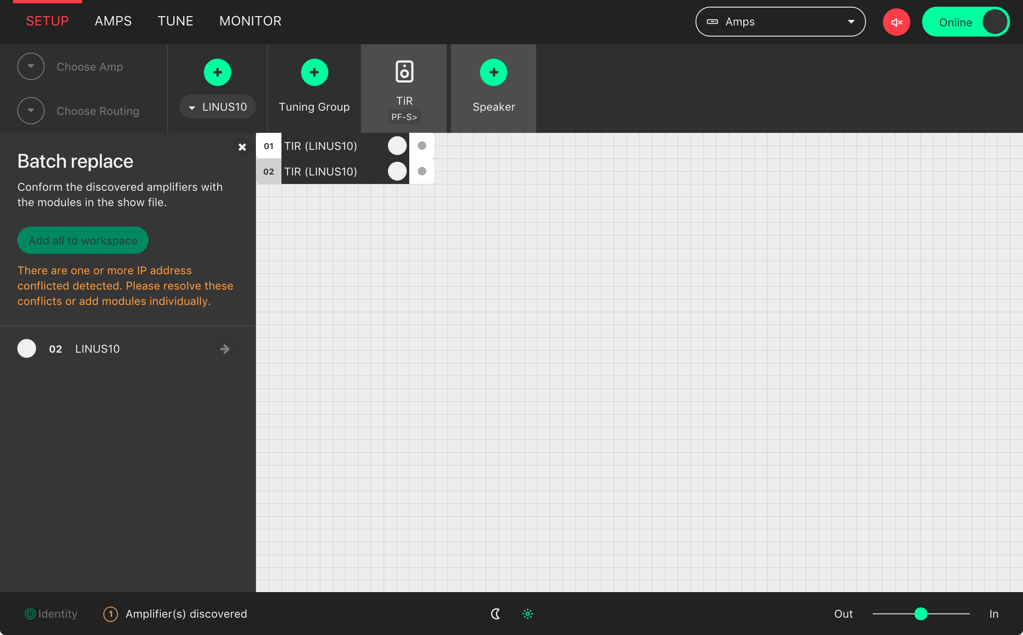 SETUP AMPS TUNE MONITOR Amps Online
Choose Amp
Choose Routing
LINUS10
Tuning Group
TiR
PF-S>
Speaker
Batch replace
Conform the discovered amplifiers with
the modules in the show file.
Add all to workspace
There are one or more IP address
conflicted detected. Please resolve these
conflicts or add modules individually.
02 LINUS10
01 TIR (LINUS10)
02 TIR (LINUS10)
Identity 1 Amplifier(s) discovered Out In